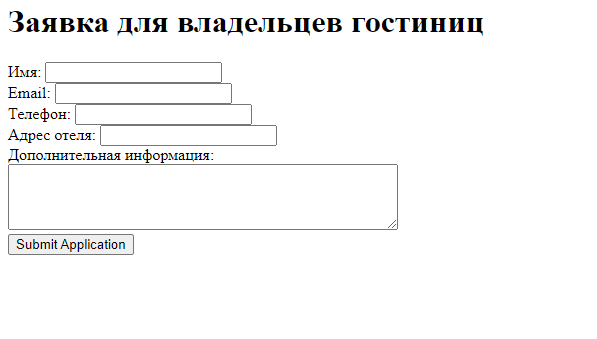 Заявка для владельцев гостиниц
Имя:
Email:
Телефон:
Адрес отеля:
Дополнительная информация:
Submit Application